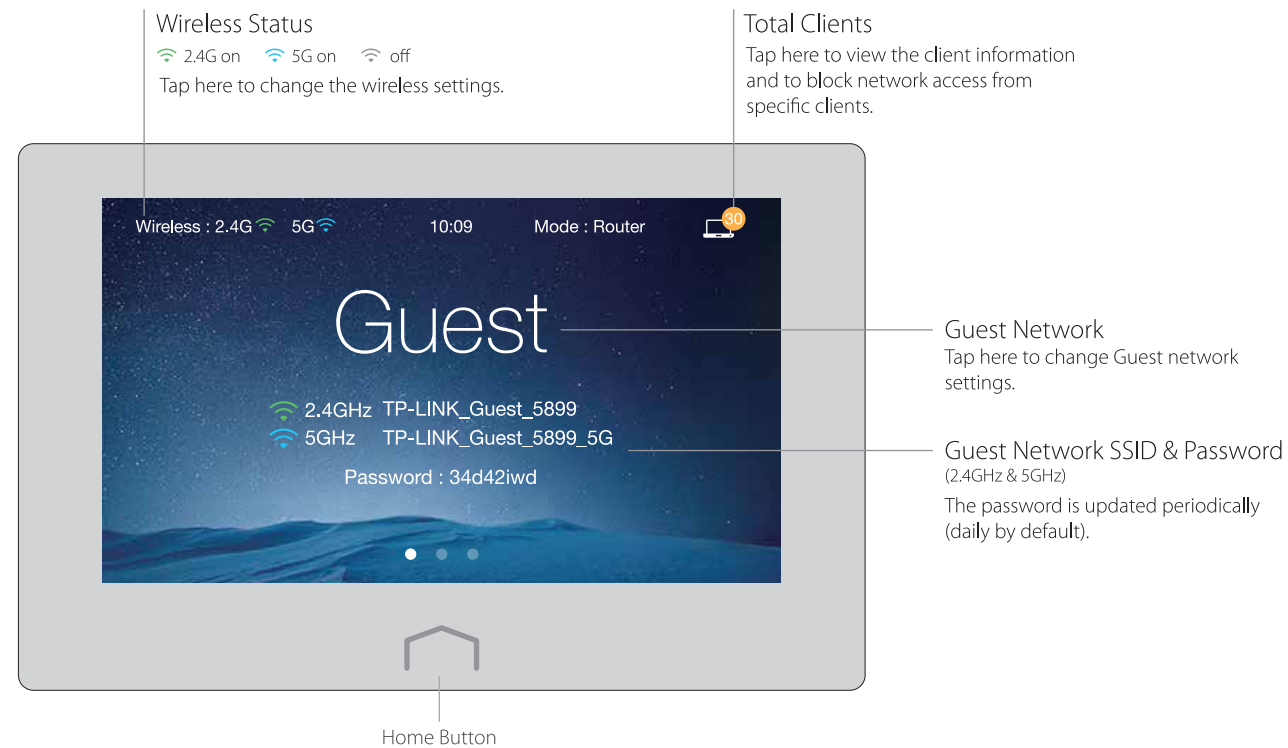 Wireless Status
2.4G on 5G on off
Tap here to change the wireless settings.
Total Clients
Tap here to view the client information
and to block network access from
specific clients.
Wireless : 2.4G 5G 10:09 Mode : Router 30
Guest
2.4GHz TP-LINK_Guest_5899
5GHz TP-LINK_Guest_5899_5G
Password : 34d42iwd
Guest Network
Tap here to change Guest network
settings.
Guest Network SSID & Password
(2.4GHz & 5GHz)
The password is updated periodically
(daily by default).
Home Button